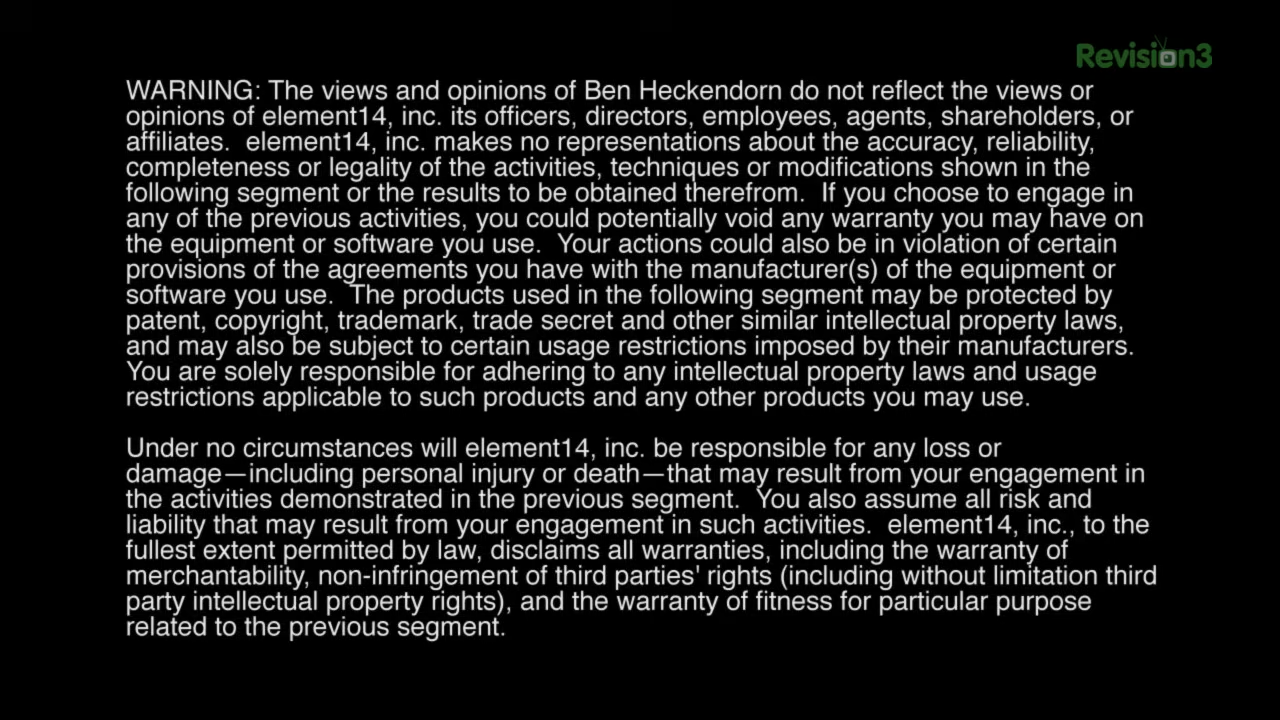 Revision3
WARNING: The views and opinions of Ben Heckendorn do not reflect the views or
opinions of element14, inc. its officers, directors, employees, agents, shareholders, or
affiliates.  element14, inc. makes no representations about the accuracy, reliability,
completeness or legality of the activities, techniques or modifications shown in the
following segment or the results to be obtained therefrom.  If you choose to engage in
any of the previous activities, you could potentially void any warranty you may have on
the equipment or software you use.  Your actions could also be in violation of certain
provisions of the agreements you have with the manufacturer(s) of the equipment or
software you use.  The products used in the following segment may be protected by
patent, copyright, trademark, trade secret and other similar intellectual property laws,
and may also be subject to certain usage restrictions imposed by their manufacturers.
You are solely responsible for adhering to any intellectual property laws and usage
restrictions applicable to such products and any other products you may use.
Under no circumstances will element14, inc. be responsible for any loss or
damage—including personal injury or death—that may result from your engagement in
the activities demonstrated in the previous segment.  You also assume all risk and
liability that may result from your engagement in such activities.  element14, inc., to the
fullest extent permitted by law, disclaims all warranties, including the warranty of
merchantability, non-infringement of third parties' rights (including without limitation third
party intellectual property rights), and the warranty of fitness for particular purpose
related to the previous segment.